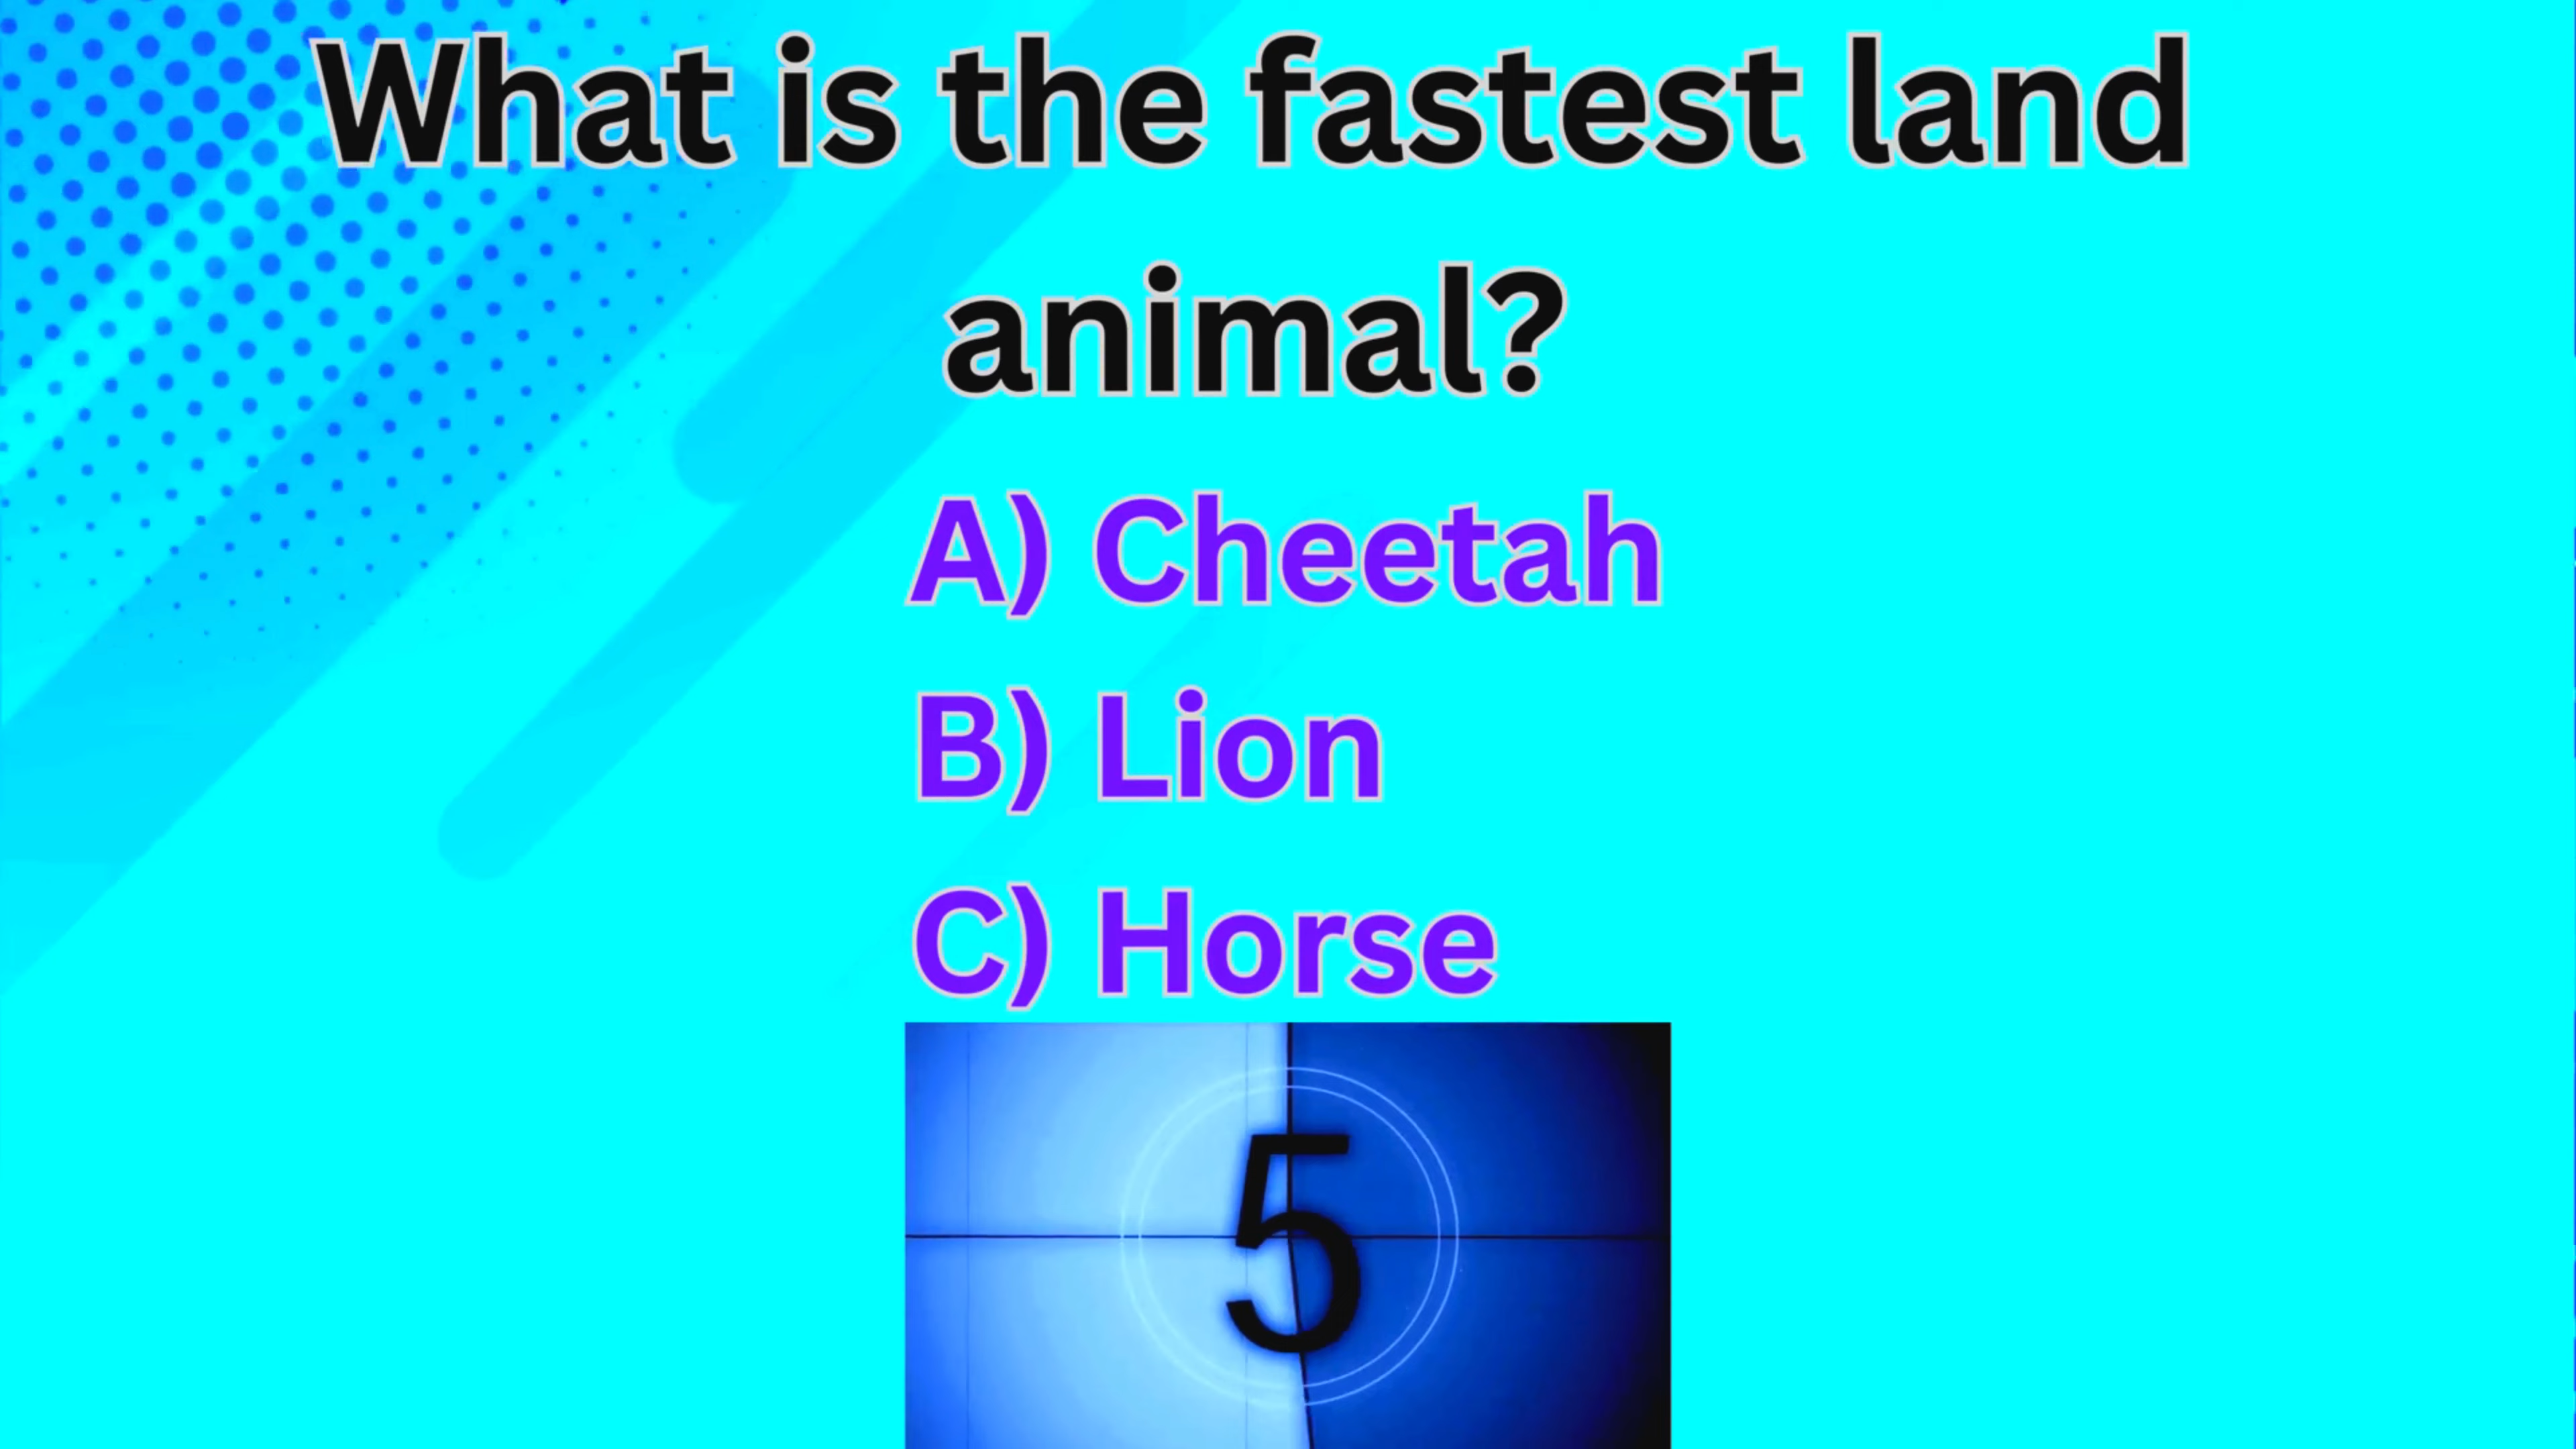 What is the fastest land
animal?
A) Cheetah
B) Lion
C) Horse
5